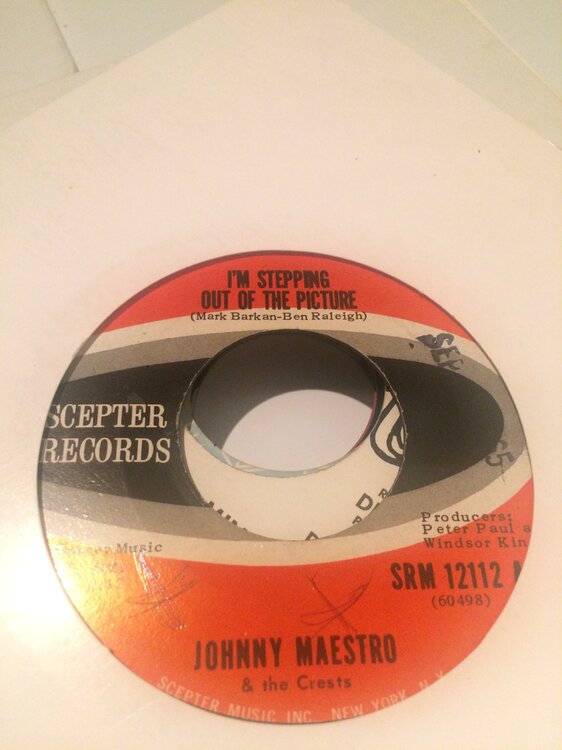 I'M STEPPING
OUT OF THE PICTURE
(Mark Barkan-Ben Raleigh)
SCEPTER
RECORDS
Music
Producers:
Peter Paul a
Windsor Kin
SRM 12112
(60498)
JOHNNY MAESTRO
& the Crests
SCEPTER MUSIC INC. NEW YORK, N.Y.